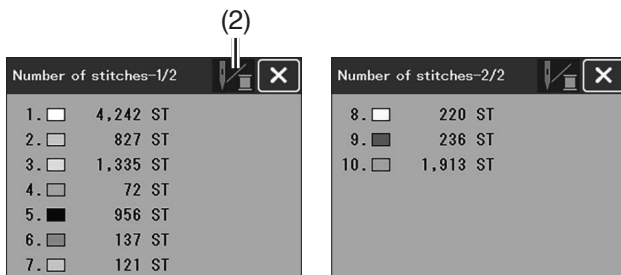 (2)
Number of stitches-1/2
1. 4,242 ST
2. 827 ST
3. 1,335 ST
4. 72 ST
5. 956 ST
6. 137 ST
7. 121 ST
Number of stitches-2/2
8. 220 ST
9. 236 ST
10. 1,913 ST